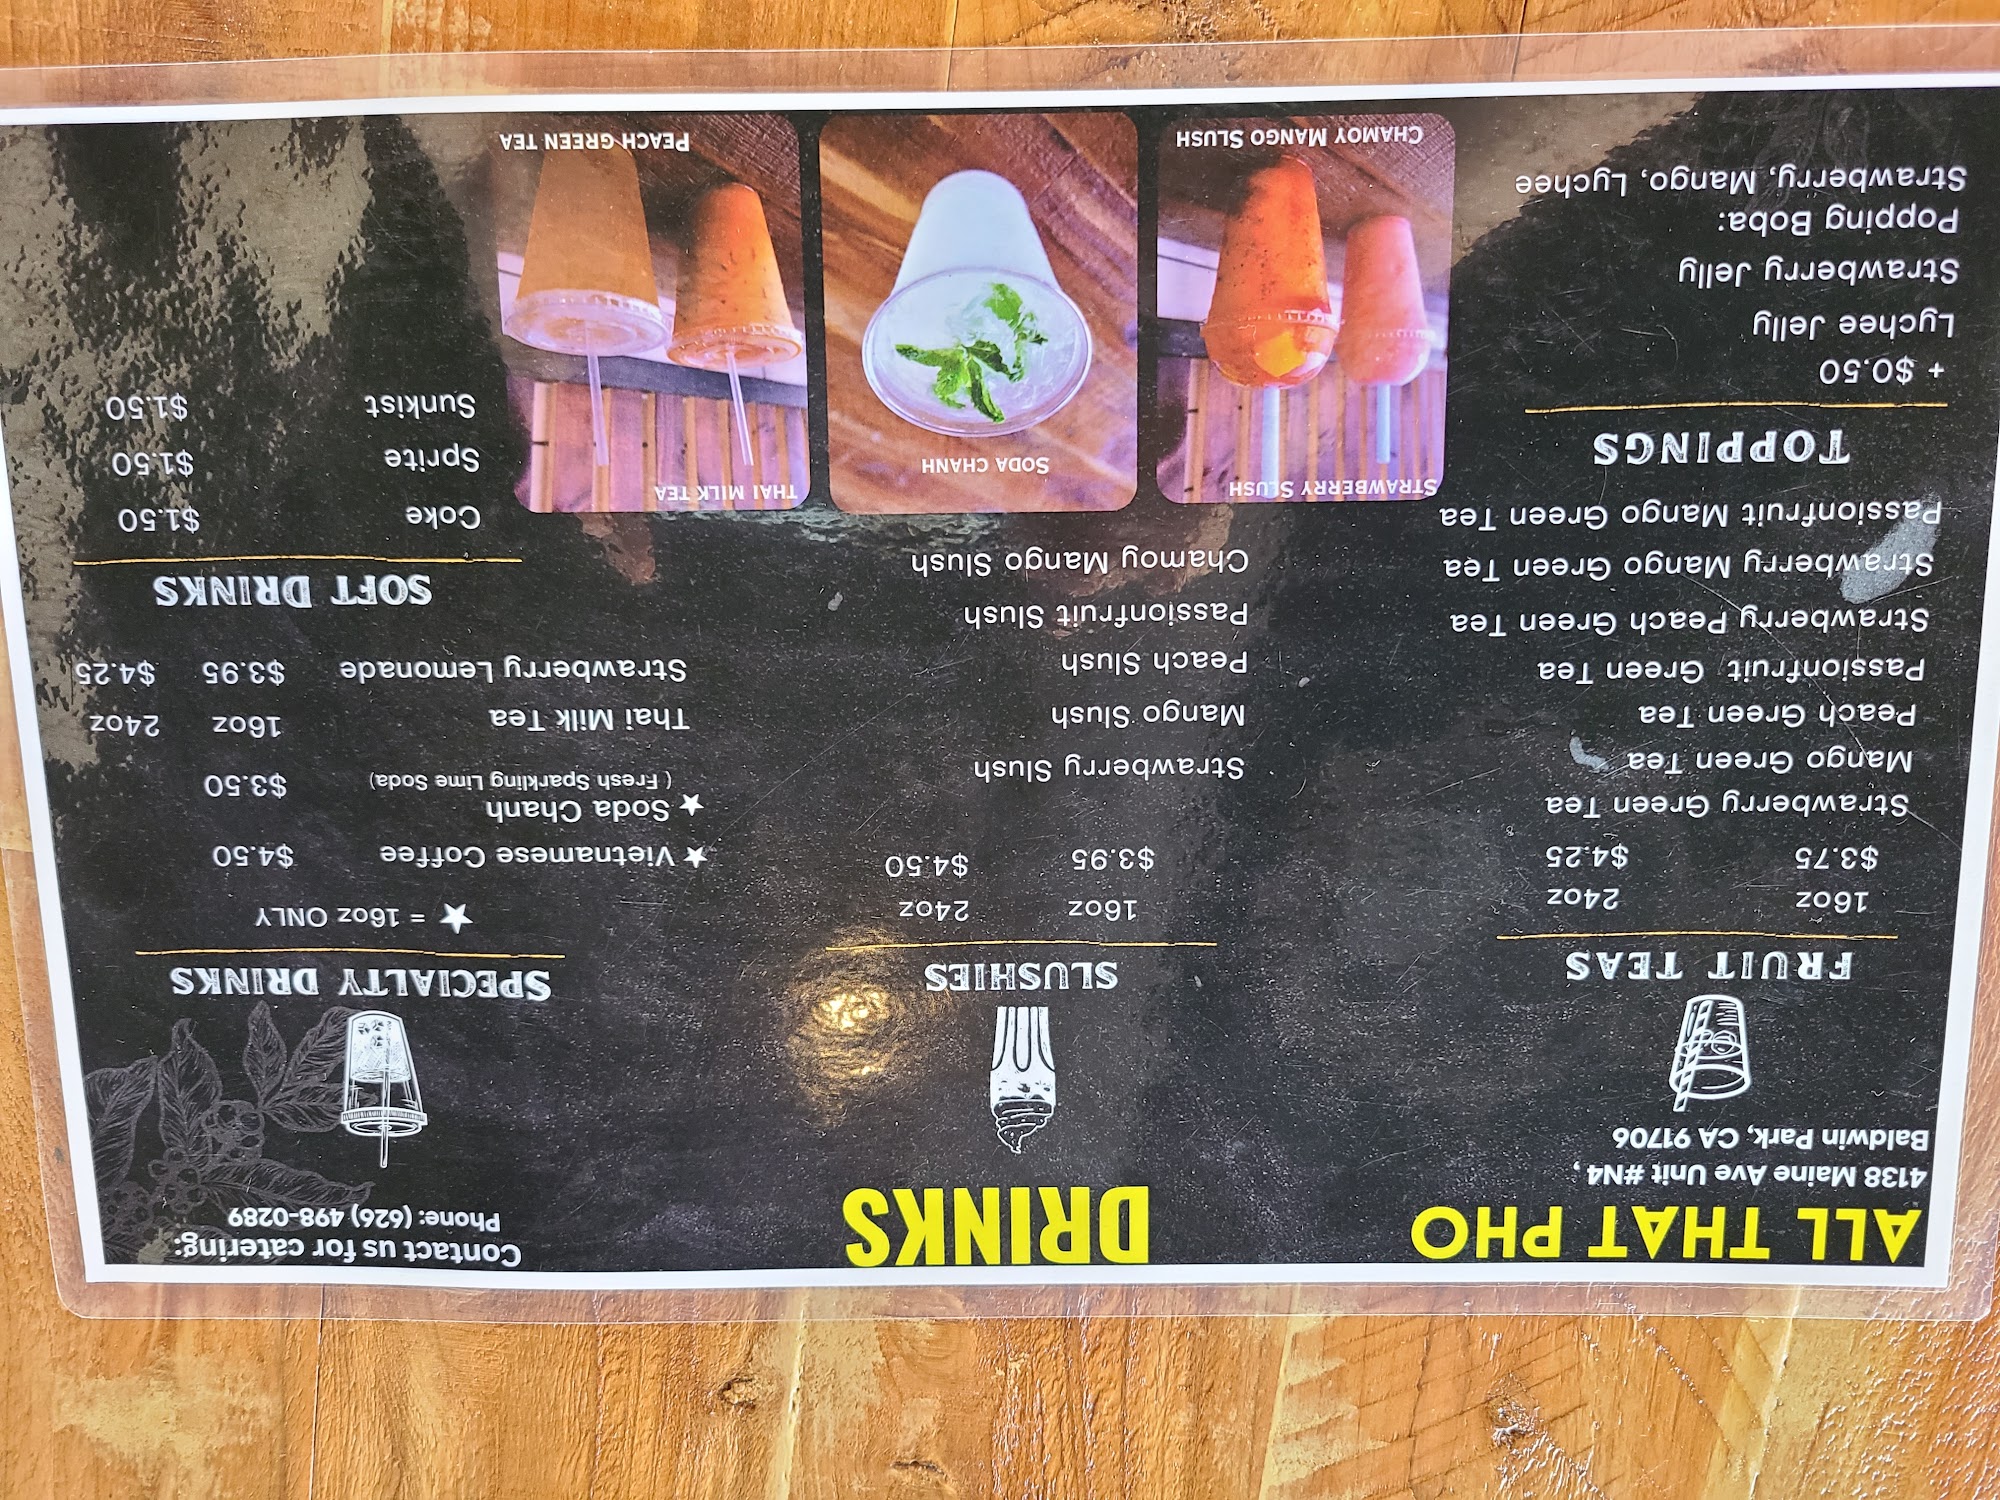 ALL THAT PHO
4138 Maine Ave Unit #N4,
Baldwin Park, CA 91706
DRINKS
Contact us for catering:
Phone: (626) 498-0289
FRUIT TEAS
16oz 24oz
$3.75 $4.25
Strawberry Green Tea
Mango Green Tea
Peach Green Tea
Passionfruit Green Tea
Strawberry Peach Green Tea
Strawberry Mango Green Tea
Passionfruit Mango Green Tea
TOPPINGS
+ $0.50
Lychee Jelly
Strawberry Jelly
Popping Boba:
Strawberry, Mango, Lychee
SLUSHIES
16oz 24oz
$3.95 $4.50
Strawberry Slush
Mango Slush
Peach Slush
Passionfruit Slush
Chamoy Mango Slush
SPECIALTY DRINKS
★ = 16oz ONLY
★ Vietnamese Coffee $4.50
★ Soda Chanh
( Fresh Sparkling Lime Soda) $3.50
Thai Milk Tea 16oz 24oz
Strawberry Lemonade $3.95 $4.25
SOFT DRINKS
Coke $1.50
Sprite $1.50
Sunkist $1.50
STRAWBERRY SLUSH
CHAMOY MANGO SLUSH
SODA CHANH
THAI MILK TEA
PEACH GREEN TEA